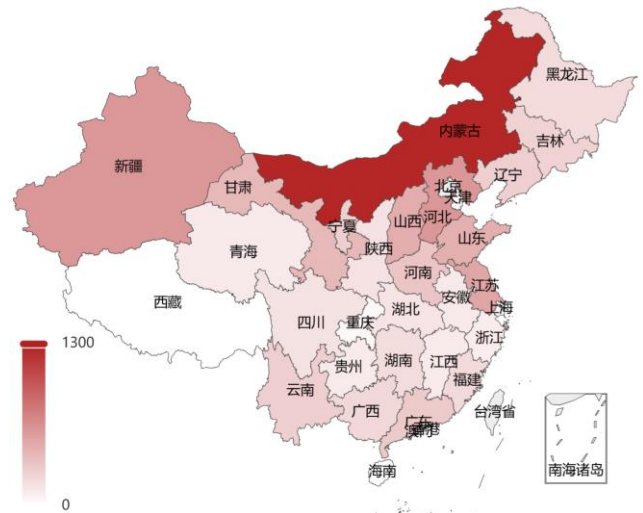 黑龙江
内蒙古
吉林
新疆
辽宁
甘肃
北京
天津
宁夏
山西
河北
山东
青海
陕西
河南
江苏
西藏
安徽
上海
四川
湖北
重庆
浙江
1300
贵州
湖南
江西
云南
福建
广西
广东
台湾省
海南
南海诸岛
0